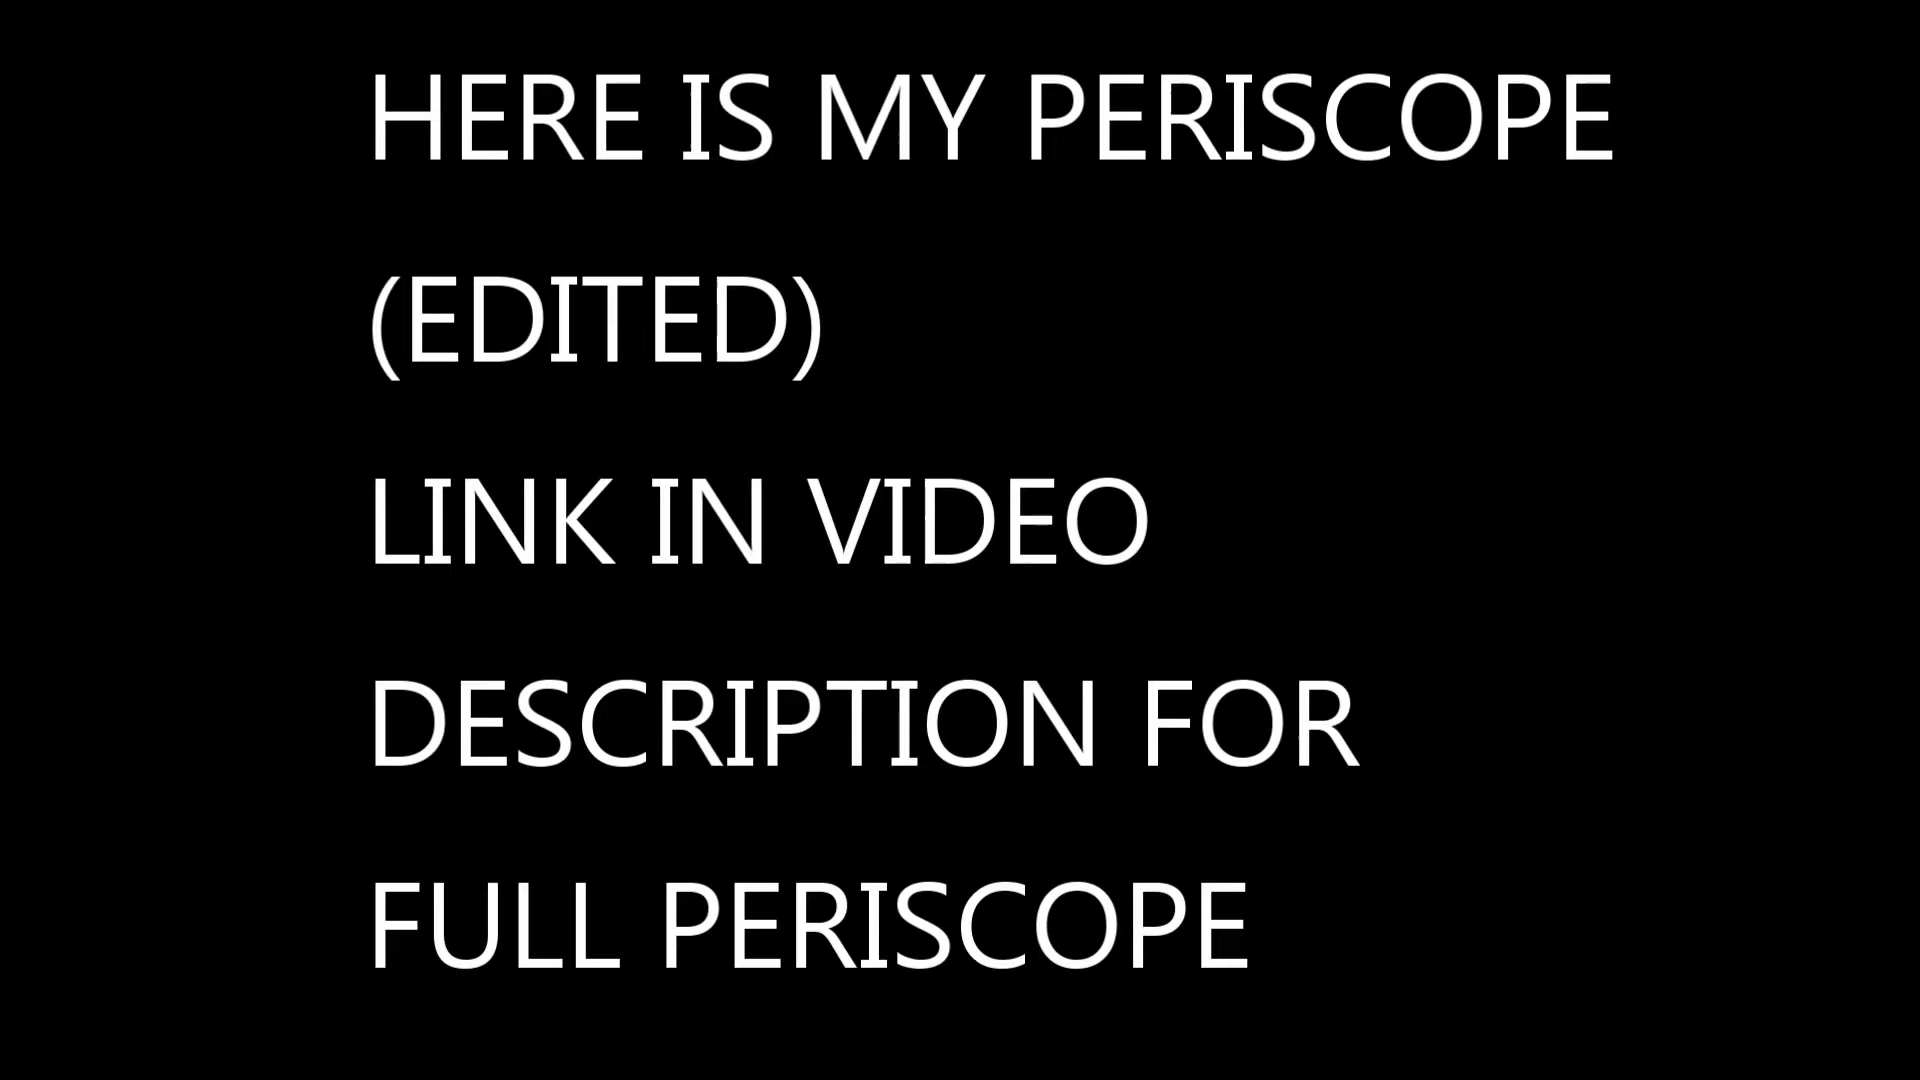 HERE IS MY PERISCOPE
(EDITED)
LINK IN VIDEO
DESCRIPTION FOR
FULL PERISCOPE